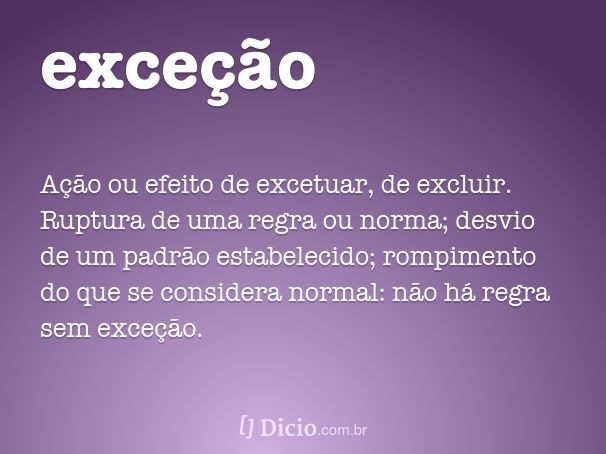 exceção
Ação ou efeito de excetuar, de excluir.
Ruptura de uma regra ou norma; desvio
de um padrão estabelecido; rompimento
do que se considera normal: não há regra
sem exceção.
[] Dicio.com.br